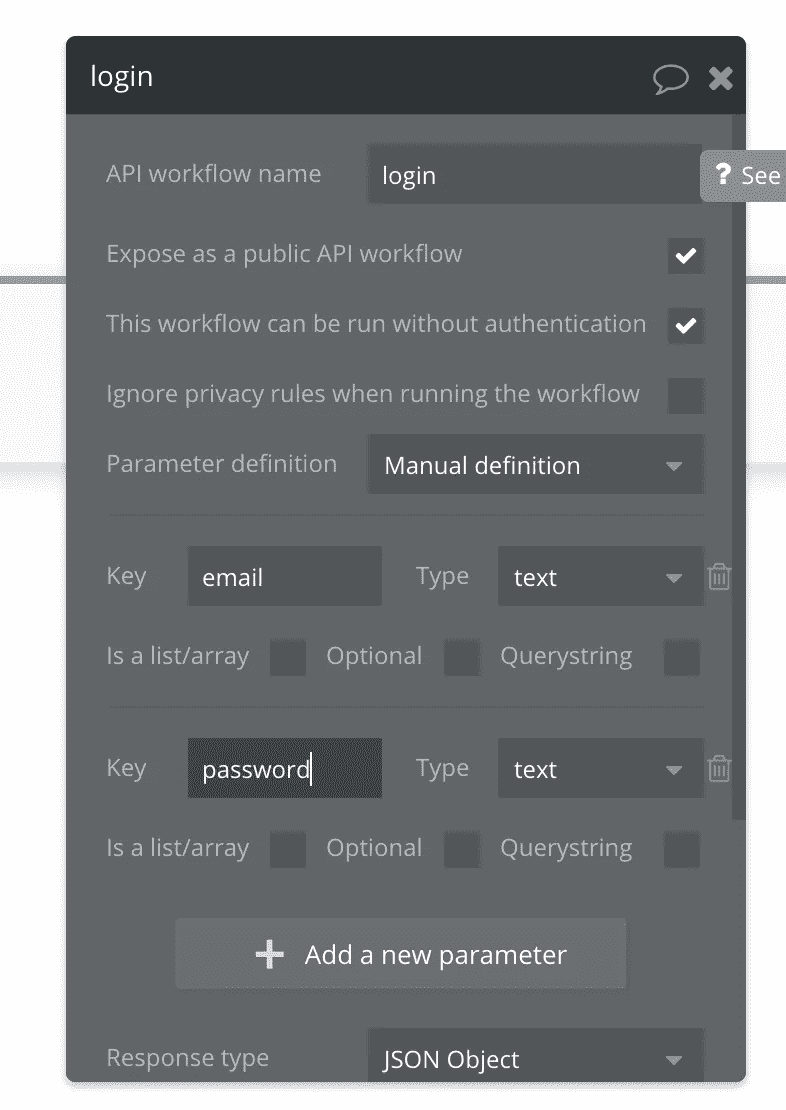 login
API workflow name login
? See
Expose as a public API workflow
This workflow can be run without authentication
Ignore privacy rules when running the workflow
Parameter definition Manual definition
Key email Type text
Is a list/array Optional Querystring
Key password Type text
Is a list/array Optional Querystring
+ Add a new parameter
Response type JSON Object